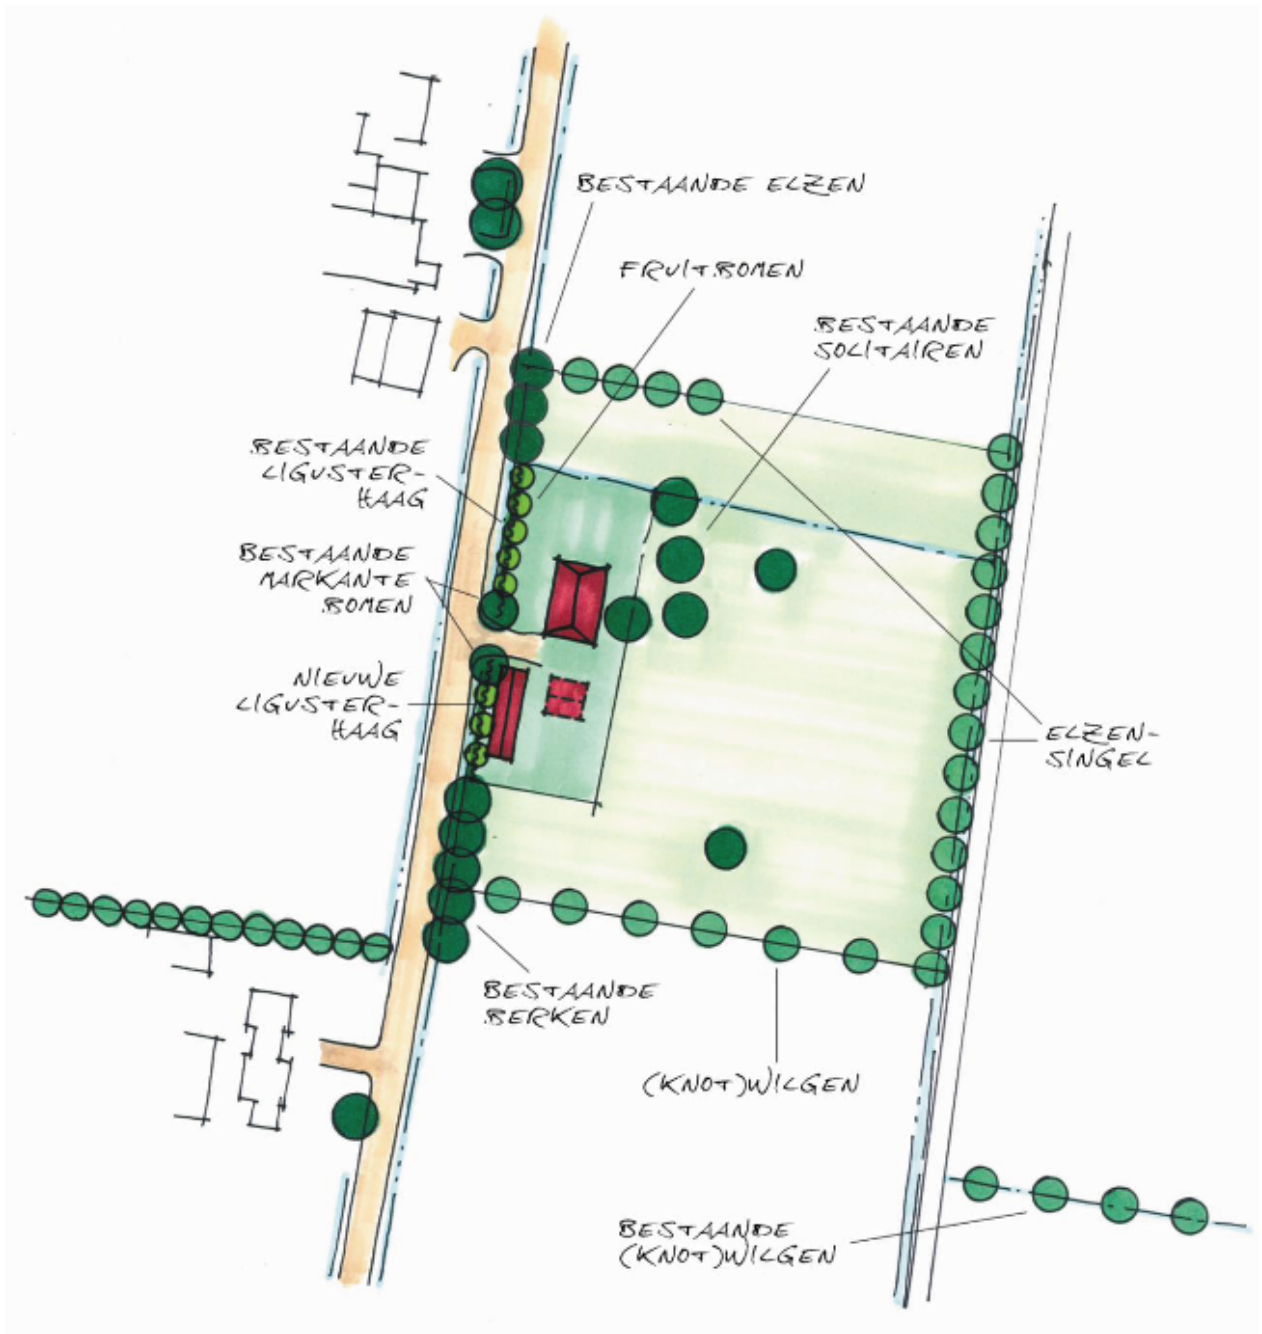 BESTAANDE ELZEN
FRUITBOMEN
BESTAANDE
SOLITAIREN
BESTAANDE
LIGUSTER-
HAAG
BESTAANDE
MARKANTE
BOMEN
NIEUWE
LIGUSTER-
HAAG
ELZEN-
SINGEL
BESTAANDE
BERKEN
(KNOT)WILGEN
BESTAANDE
(KNOT)WILGEN